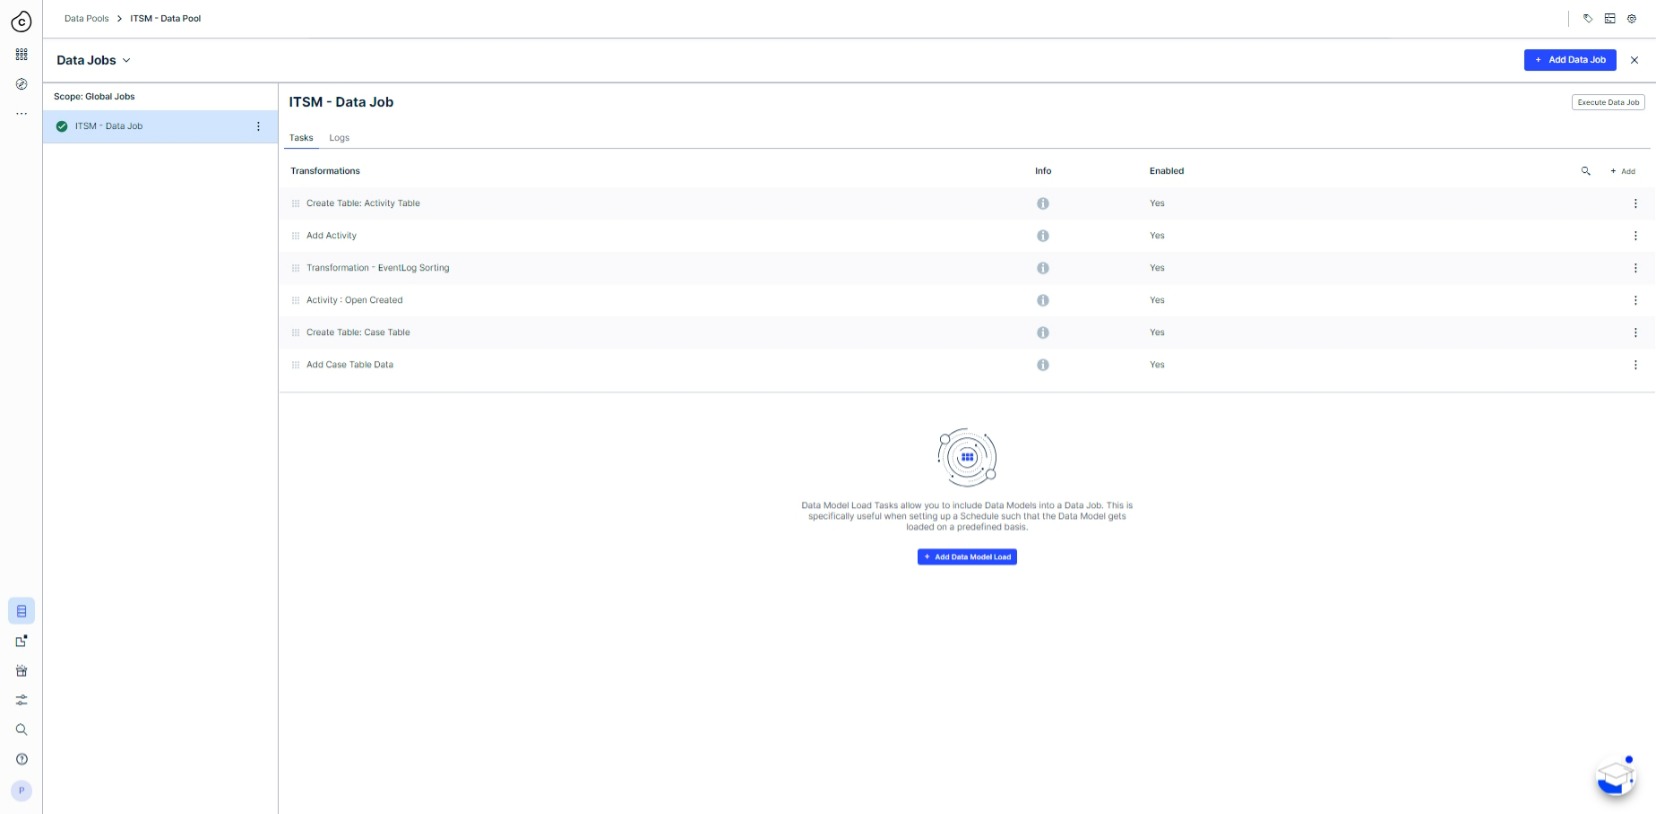 Data Pools > ITSM - Data Pool
Data Jobs
+ Add Data Job
Scope: Global Jobs
ITSM - Data Job
ITSM - Data Job
Execute Data Job
Tasks Logs
Transformations Info Enabled + Add
Create Table: Activity Table Yes
Add Activity Yes
Transformation - EventLog Sorting Yes
Activity : Open Created Yes
Create Table: Case Table Yes
Add Case Table Data Yes
Data Model Load Tasks allow you to include Data Models into a Data Job. This is
specifically useful when setting up a Schedule such that the Data Model gets
loaded on a predefined basis.
+ Add Data Model Load
P